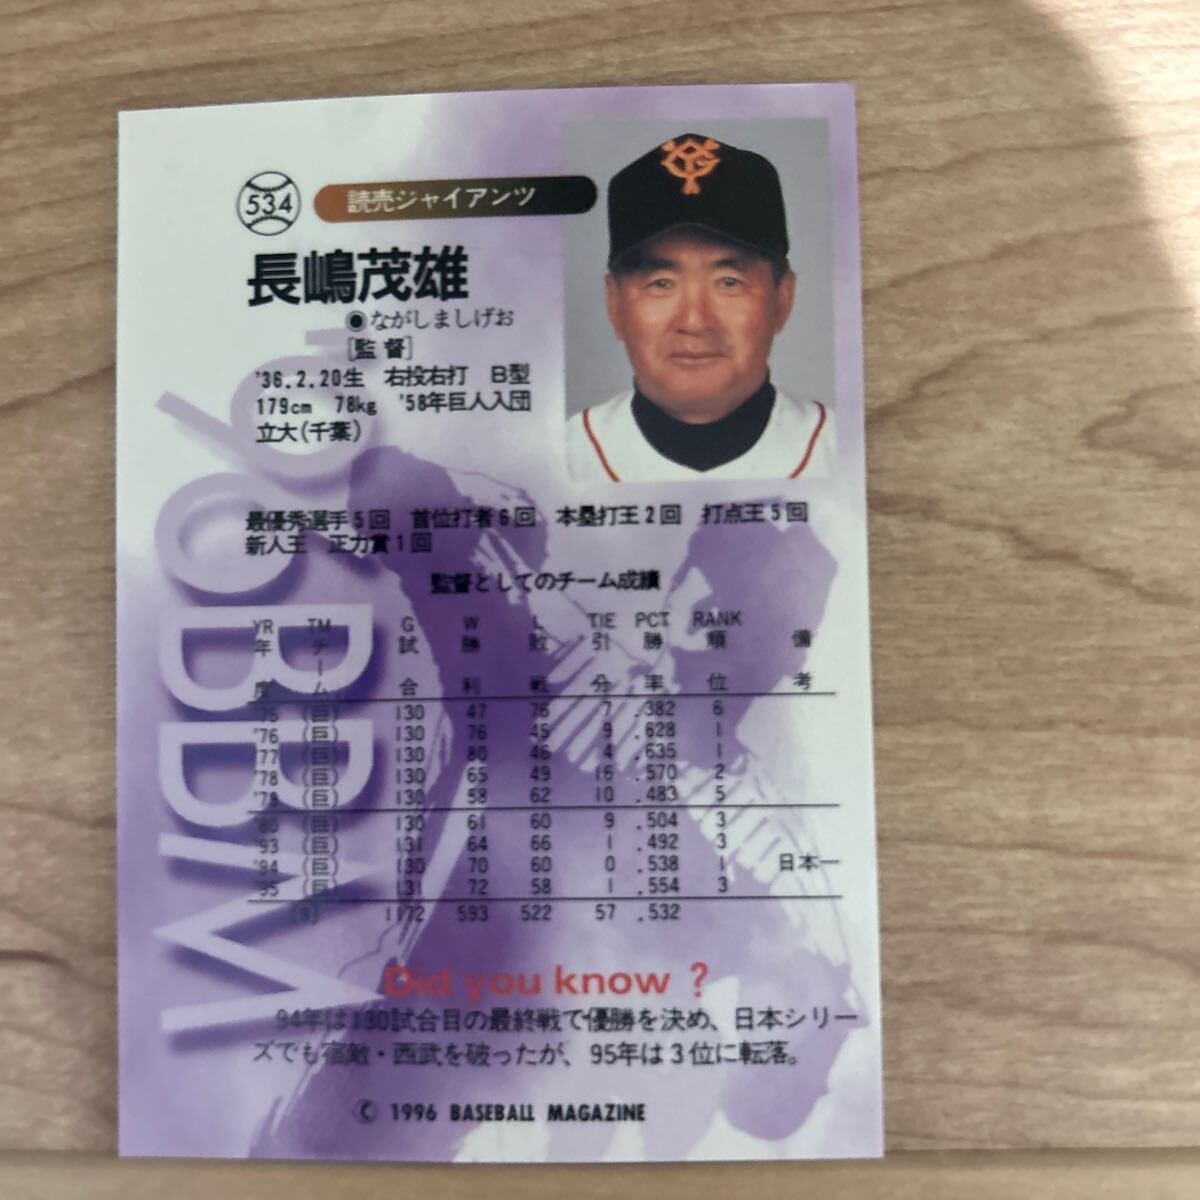 534
読売ジャイアンツ
YG
長嶋茂雄
◉ながしましげお
[監督]
'36.2.20生 右投右打 B型
179cm 78kg '58年巨人入団
立大(千葉)
最優秀選手5回 首位打者6回 本塁打王2回 打点王5回
新人王 正力賞1回
監督としてのチーム成績
YR TM G W L TIE PCT RANK
年度 チーム 試合 勝利 敗戦 引分 勝率 順位 備考
'75 (巨) 130 47 76 7 .382 6
'76 (巨) 130 76 45 9 .628 1
'77 (巨) 130 80 46 4 .635 1
'78 (巨) 130 65 49 16 .570 2
'79 (巨) 130 58 62 10 .483 5
'80 (巨) 130 61 60 9 .504 3
'93 (巨) 131 64 66 1 .492 3
'94 (巨) 130 70 60 0 .538 1 日本一
'95 (巨) 131 72 58 1 .554 3
(9) 1172 593 522 57 .532
Did you know ?
94年は130試合目の最終戦で優勝を決め、日本シリー
ズでも宿敵・西武を破ったが、95年は3位に転落。
© 1996 BASEBALL MAGAZINE
'96 BBM